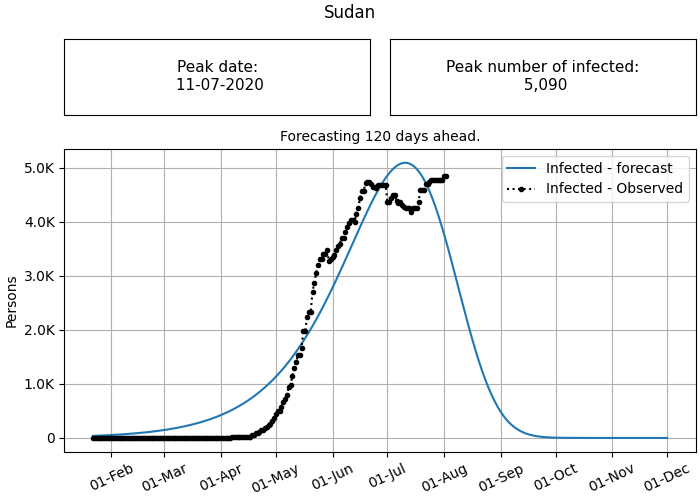 Sudan
Peak date:
11-07-2020
Peak number of infected:
5,090
Forecasting 120 days ahead.
Infected - forecast
Infected - Observed
Persons
5.0K
4.0K
3.0K
2.0K
1.0K
0
01-Feb
01-Mar
01-Apr
01-May
01-Jun
01-Jul
01-Aug
01-Sep
01-Oct
01-Nov
01-Dec